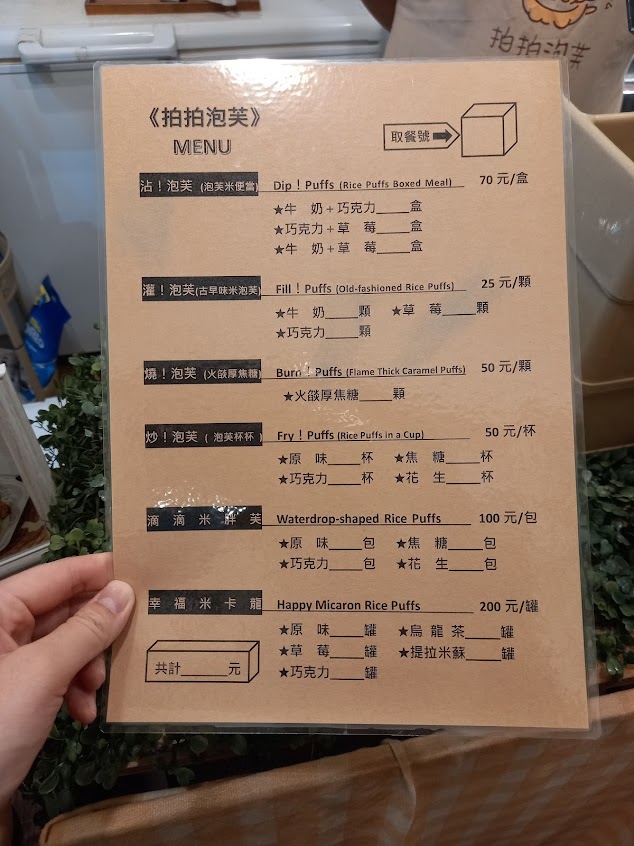 拍拍泡芙
《拍拍泡芙》
MENU
取餐號
沾！泡芙 (泡芙米便當) Dip！Puffs (Rice Puffs Boxed Meal) 70 元/盒
★牛 奶＋巧克力_____盒
★巧克力＋草 莓_____盒
★牛 奶＋草 莓_____盒
灌！泡芙(古早味米泡芙) Fill！Puffs (Old-fashioned Rice Puffs) 25 元/顆
★牛 奶_____顆 ★草 莓_____顆
★巧克力_____顆
燒！泡芙 (火燄厚焦糖) Burn！Puffs (Flame Thick Caramel Puffs) 50 元/顆
★火燄厚焦糖_____顆
炒！泡芙 ( 泡芙杯杯 ) Fry！Puffs (Rice Puffs in a Cup) 50 元/杯
★原 味_____杯 ★焦 糖_____杯
★巧克力_____杯 ★花 生_____杯
滴 滴 米 胖 芙 Waterdrop-shaped Rice Puffs 100 元/包
★原 味_____包 ★焦 糖_____包
★巧克力_____包 ★花 生_____包
幸 福 米 卡 龍 Happy Micaron Rice Puffs 200 元/罐
★原 味_____罐 ★烏 龍 茶_____罐
★草 莓_____罐 ★提拉米蘇_____罐
★巧克力_____罐
共計_______元